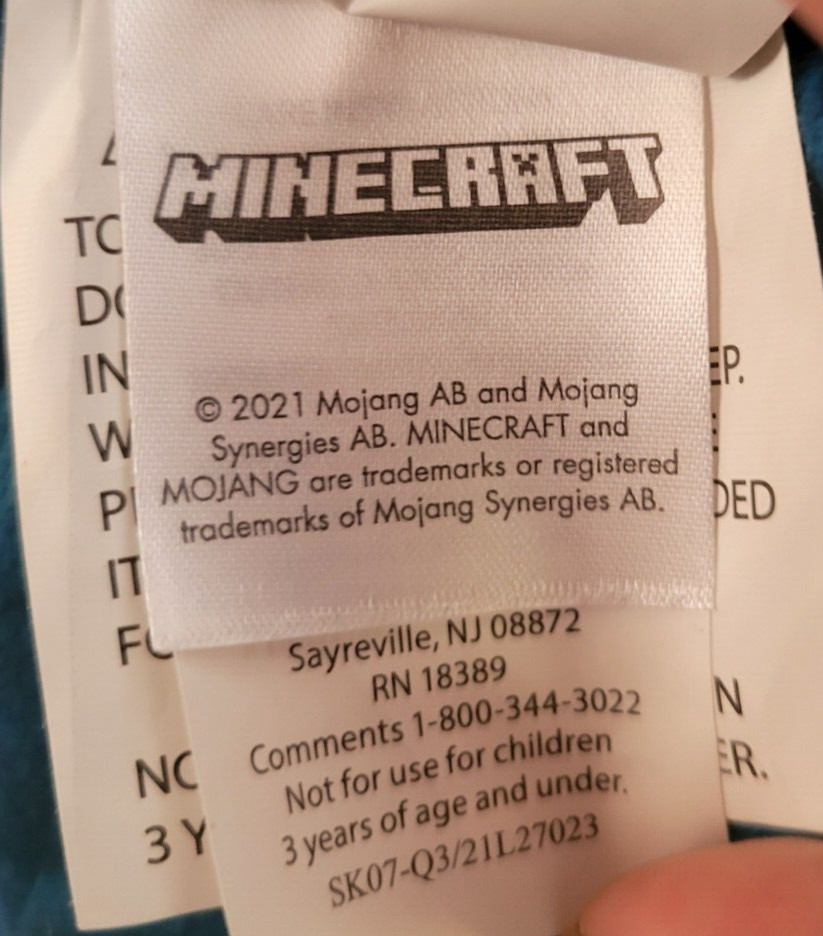 MINECRAFT
© 2021 Mojang AB and Mojang
Synergies AB. MINECRAFT and
MOJANG are trademarks or registered
trademarks of Mojang Synergies AB.
Sayreville, NJ 08872
RN 18389
Comments 1-800-344-3022
Not for use for children
3 years of age and under.
SK07-Q3/21L27023